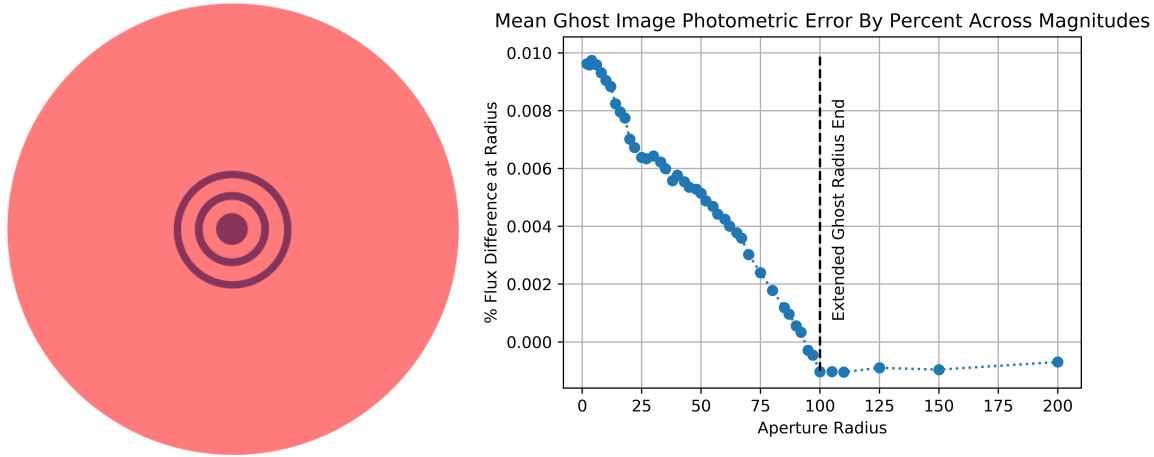 Mean Ghost Image Photometric Error By Percent Across Magnitudes
% Flux Difference at Radius
0.010
0.008
0.006
0.004
0.002
0.000
Extended Ghost Radius End
0 25 50 75 100 125 150 175 200
Aperture Radius